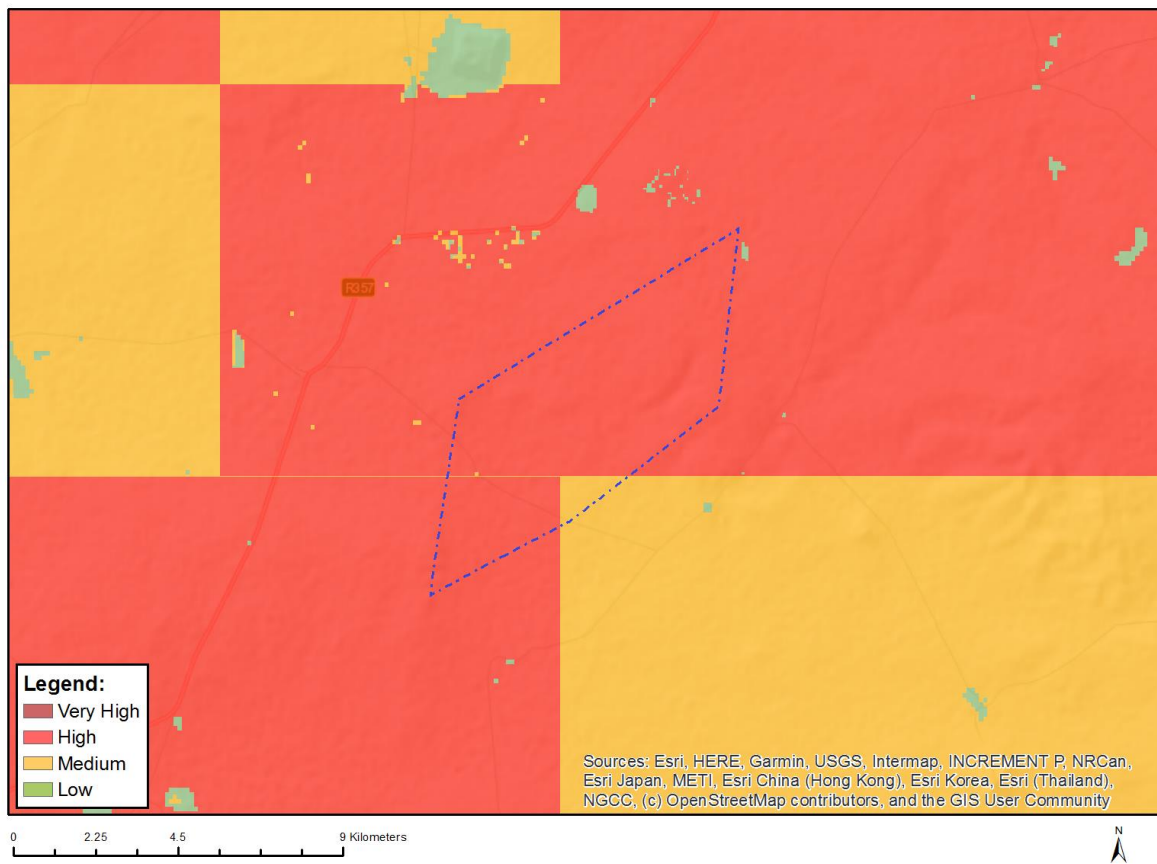 R357
Legend:
Very High
High
Medium
Low
Sources: Esri, HERE, Garmin, USGS, Intermap, INCREMENT P, NRCan,
Esri Japan, METI, Esri China (Hong Kong), Esri Korea, Esri (Thailand),
NGCC, (c) OpenStreetMap contributors, and the GIS User Community
0 2.25 4.5 9 Kilometers
N